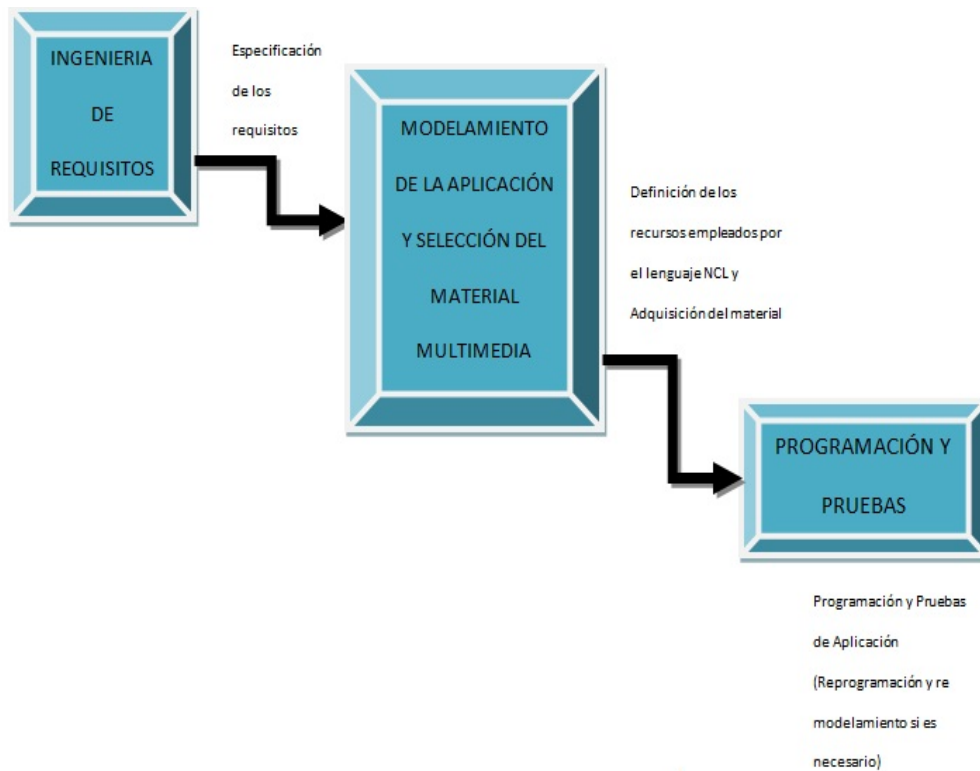 INGENIERIA
DE
REQUISITOS
Especificación
de los
requisitos
MODELAMIENTO
DE LA APLICACIÓN
Y SELECCIÓN DEL
MATERIAL
MULTIMEDIA
Definición de los
recursos empleados por
el lenguaje NCL y
Adquisición del material
PROGRAMACIÓN Y
PRUEBAS
Programación y Pruebas
de Aplicación
(Reprogramación y re
modelamiento si es
necesario)